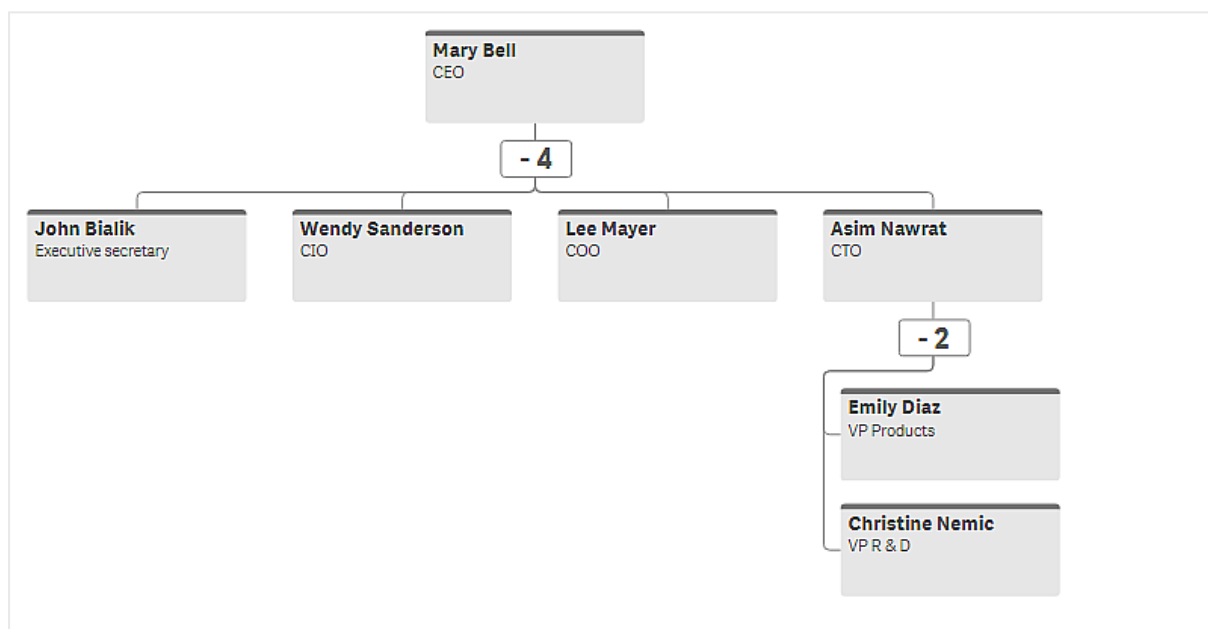 Mary Bell
CEO
- 4
John Bialik
Executive secretary
Wendy Sanderson
CIO
Lee Mayer
COO
Asim Nawrat
CTO
- 2
Emily Diaz
VP Products
Christine Nemic
VP R & D